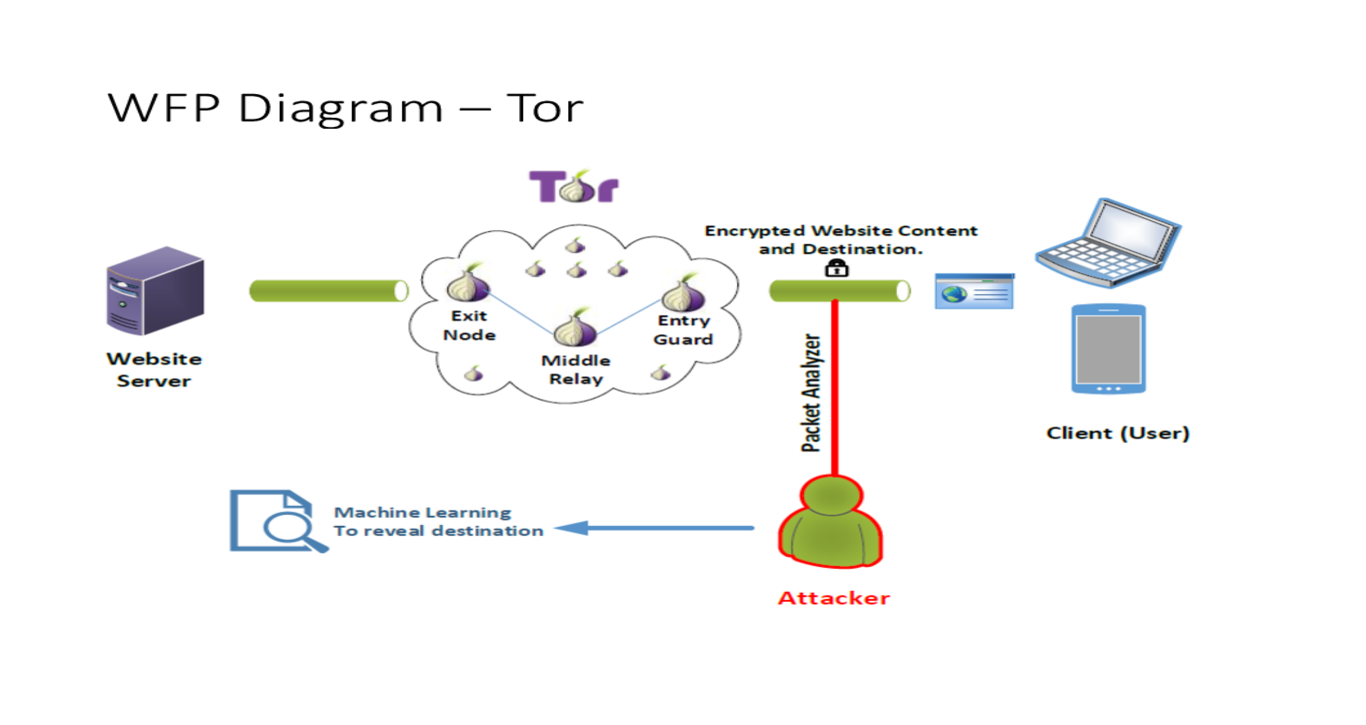 WFP Diagram – Tor
Tor
Encrypted Website Content
and Destination.
Exit
Node
Entry
Guard
Middle
Relay
Website
Server
Packet Analyzer
Client (User)
Machine Learning
To reveal destination
Attacker